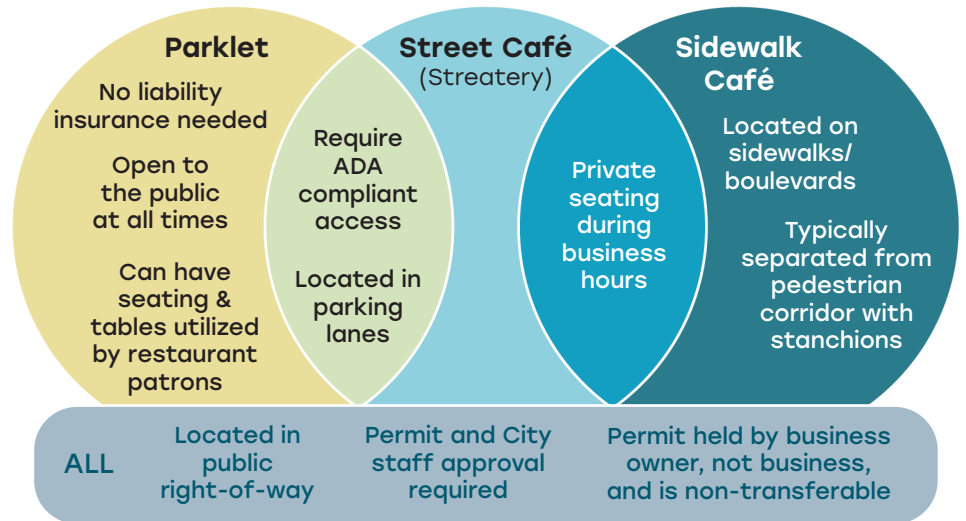 Parklet
No liability
insurance needed
Open to
the public
at all times
Can have
seating &
tables utilized
by restaurant
patrons
Require
ADA
compliant
access
Located in
parking
lanes
Street Café
(Streatery)
Private
seating
during
business
hours
Sidewalk
Café
Located on
sidewalks/
boulevards
Typically
separated from
pedestrian
corridor with
stanchions
ALL
Located in
public
right-of-way
Permit and City
staff approval
required
Permit held by business
owner, not business,
and is non-transferable